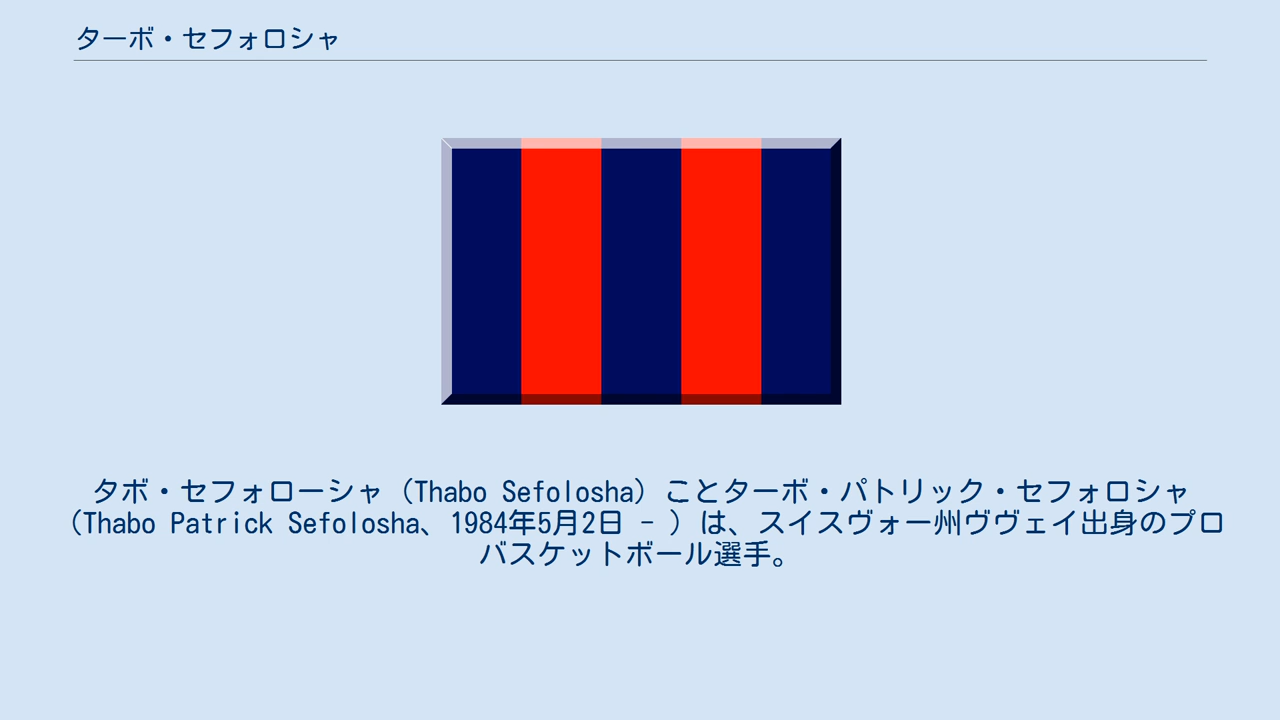 ターボ・セフォロシャ
タボ・セフォローシャ（Thabo Sefolosha）ことターボ・パトリック・セフォロシャ
（Thabo Patrick Sefolosha、1984年5月2日 - ）は、スイスヴォー州ヴヴェイ出身のプロ
バスケットボール選手。